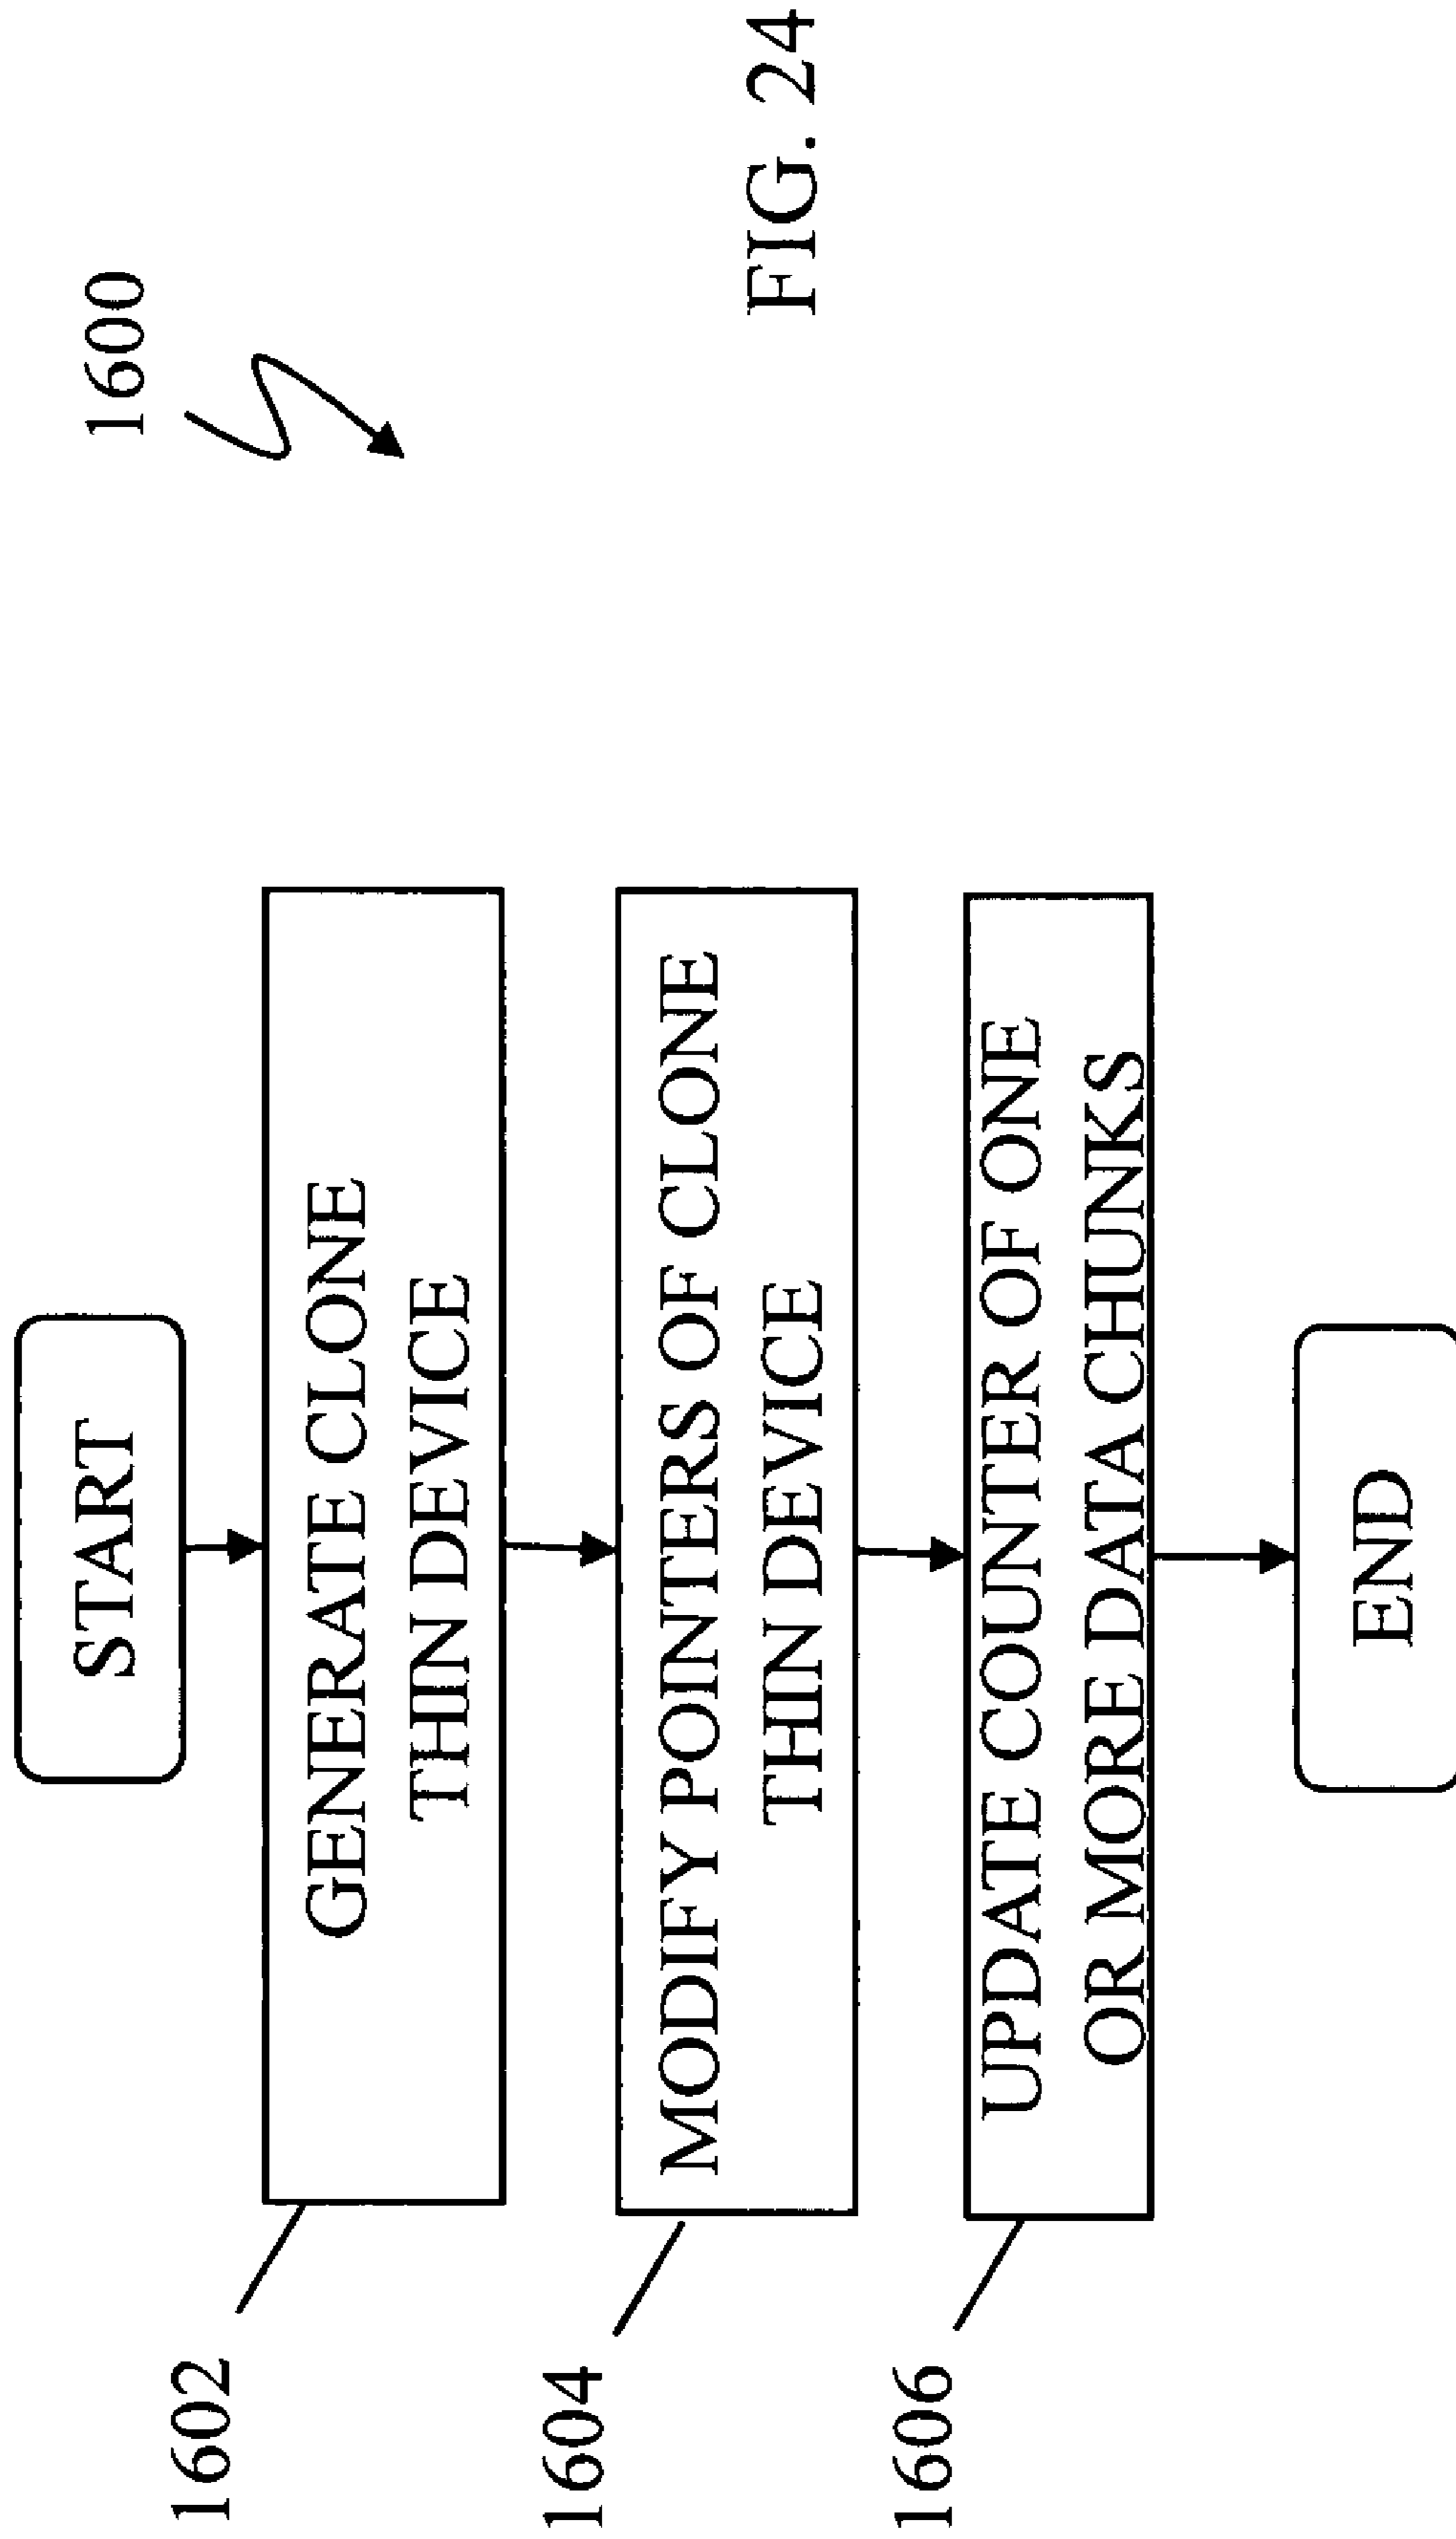 1600
START
1602
GENERATE CLONE
THIN DEVICE
1604
MODIFY POINTERS OF CLONE
THIN DEVICE
1606
UPDATE COUNTER OF ONE
OR MORE DATA CHUNKS
END
FIG. 24